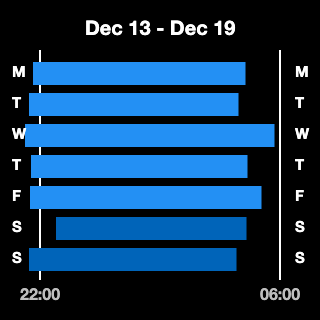 Dec 13 - Dec 19
M M
T T
W W
T T
F F
S S
S S
22:00 06:00